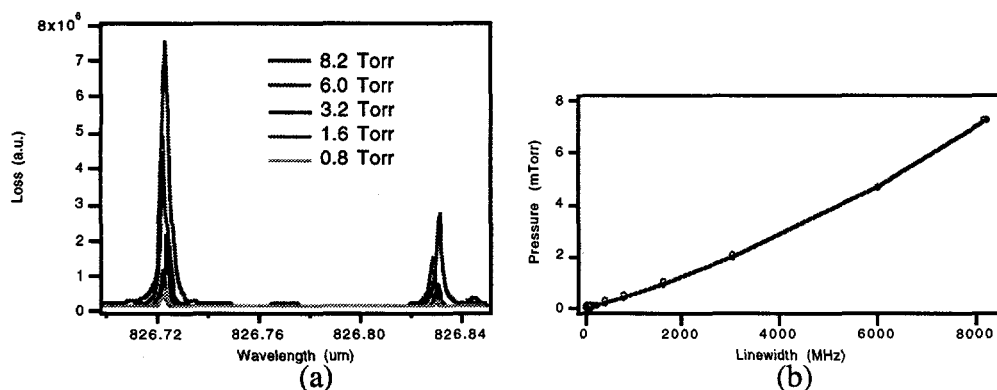 8x10⁶
7
6
5
4
3
2
1
0
Loss (a.u.)
8.2 Torr
6.0 Torr
3.2 Torr
1.6 Torr
0.8 Torr
826.72
826.76
826.80
826.84
Wavelength (um)
(a)
8
6
4
2
0
Pressure (mTorr)
0
2000
4000
6000
8000
Linewidth (MHz)
(b)